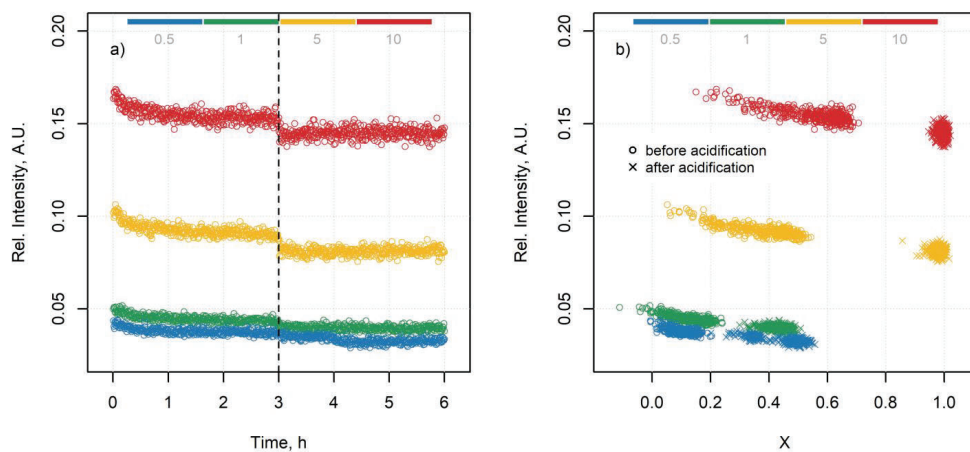 a)
0.5 1 5 10
Rel. Intensity, A.U.
0.20
0.15
0.10
0.05
0 1 2 3 4 5 6
Time, h
b)
0.5 1 5 10
before acidification
after acidification
Rel. Intensity, A.U.
0.20
0.15
0.10
0.05
0.0 0.2 0.4 0.6 0.8 1.0
X